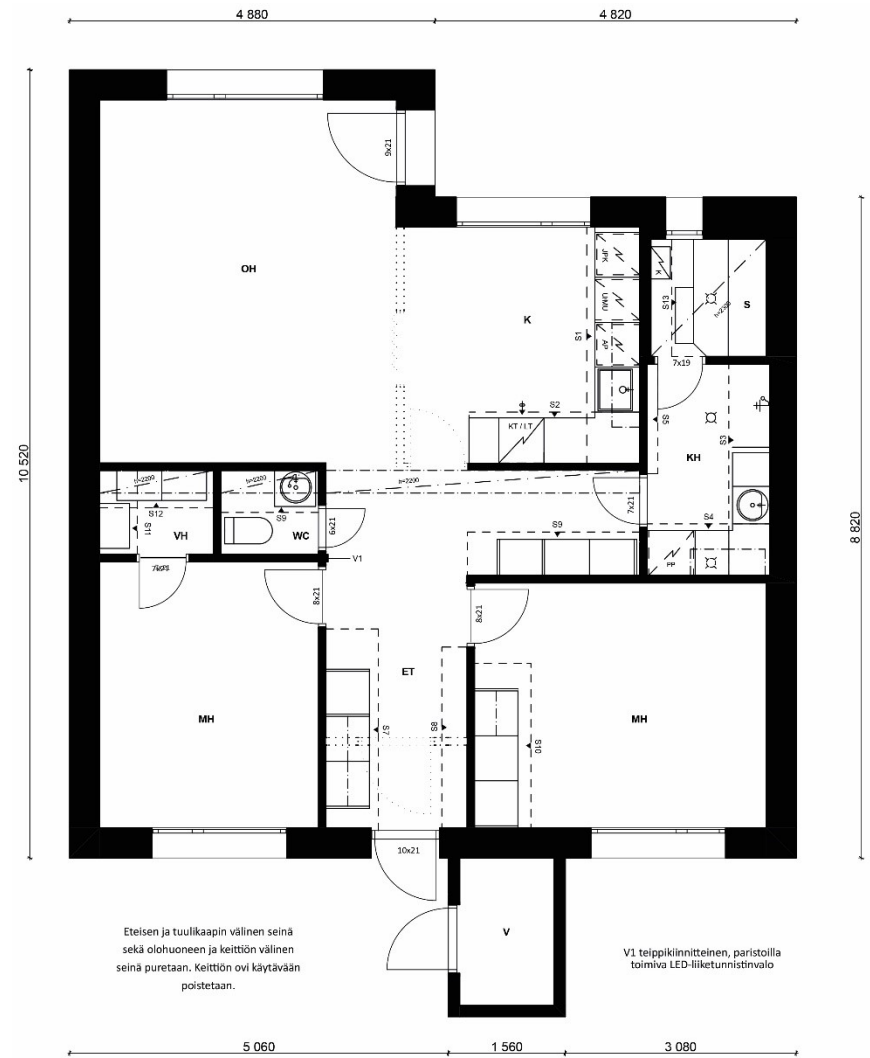 4 880
4 820
9x21
OH
K
JPK
UMU
AP
S1
S2
KT / LT
K
S13
h=2300
S
7x19
S5
KH
S3
S4
PP
10 520
8 820
h=2200
S12
S11
VH
h=2200
S9
WC
6x21
h=2200
7x21
S9
V1
8x21
8x21
ET
MH
S7
S8
S10
MH
10x21
V
Eteisen ja tuulikaapin välinen seinä
sekä olohuoneen ja keittiön välinen
seinä puretaan. Keittiön ovi käytävään
poistetaan.
V1 teippikiinnitteinen, paristoilla
toimiva LED-liiketunnistinvalo
5 060
1 560
3 080